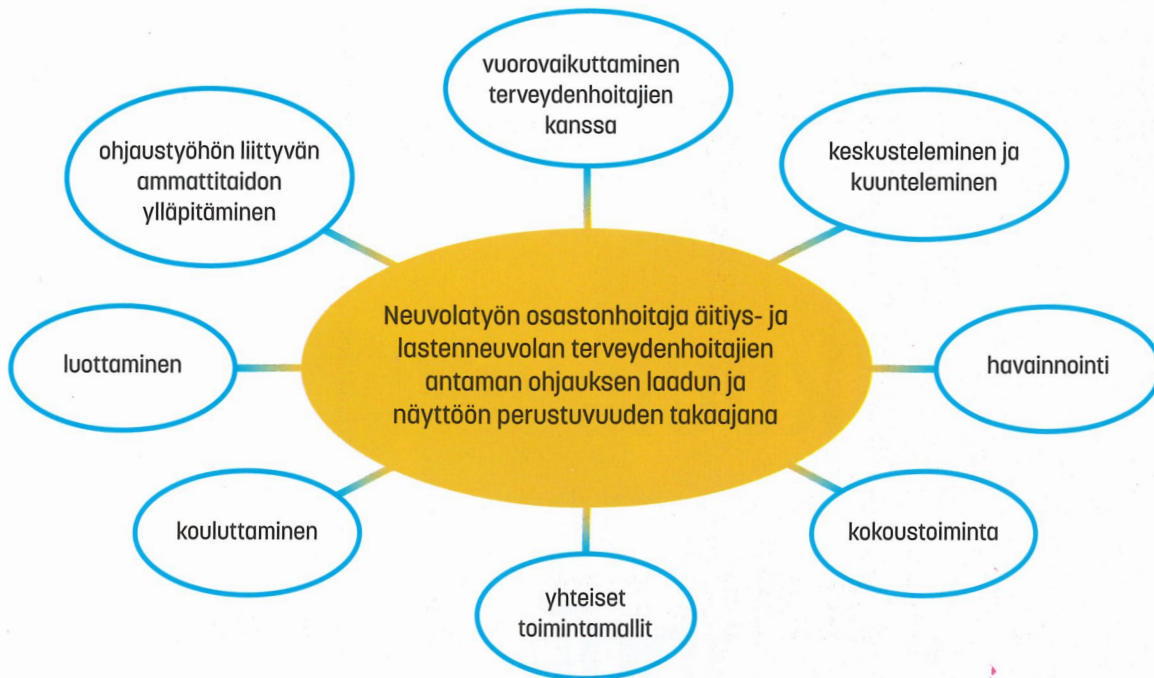 vuorovaikuttaminen
terveydenhoitajien
kanssa
keskusteleminen ja
kuunteleminen
havainnointi
kokoustoiminta
yhteiset
toimintamallit
kouluttaminen
luottaminen
ohjaustyöhön liittyvän
ammattitaidon
ylläpitäminen
Neuvolatyön osastonhoitaja äitiys- ja
lastenneuvolan terveydenhoitajien
antaman ohjauksen laadun ja
näyttöön perustuvuuden takaajana